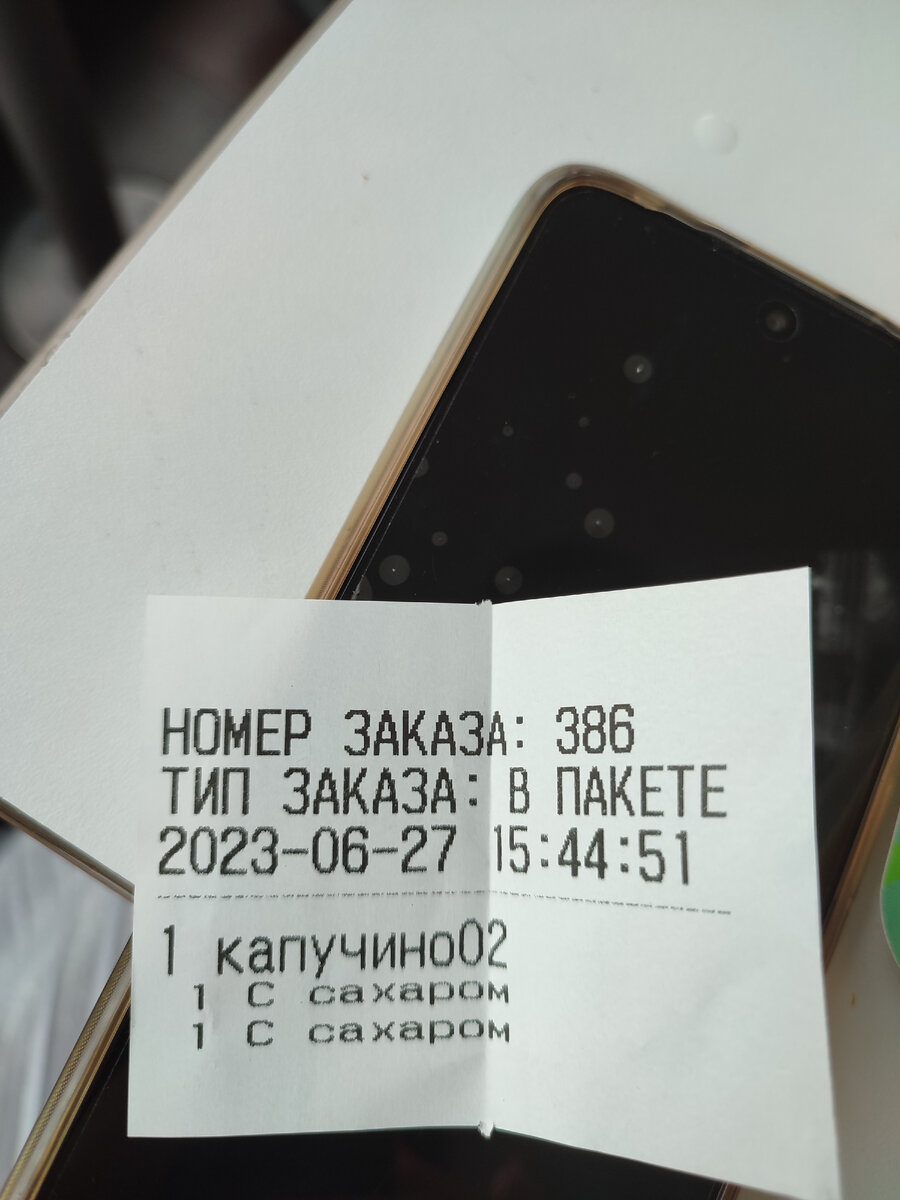 НОМЕР ЗАКАЗА: 386
ТИП ЗАКАЗА: В ПАКЕТЕ
2023-06-27 15:44:51
1 капучино02
1 С сахаром
1 С сахаром